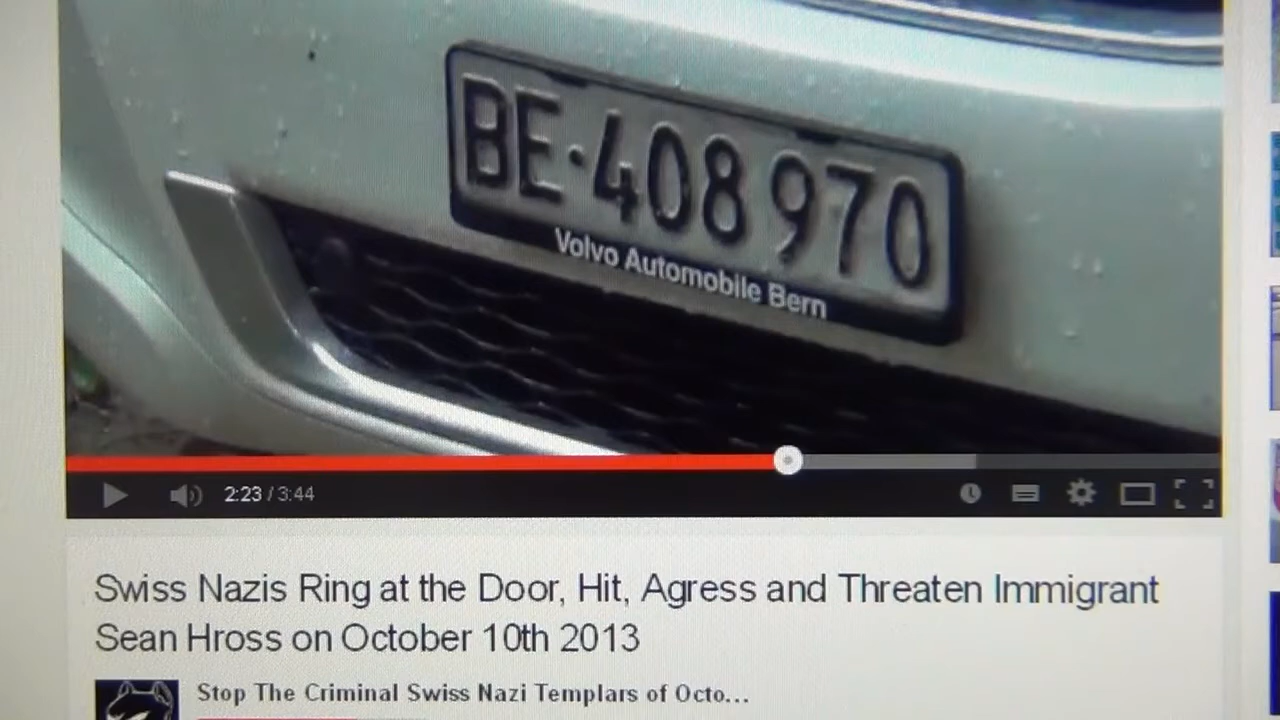 BE·408 970
Volvo Automobile Bern
2:23 / 3:44
Swiss Nazis Ring at the Door, Hit, Agress and Threaten Immigrant
Sean Hross on October 10th 2013
Stop The Criminal Swiss Nazi Templars of Octo...